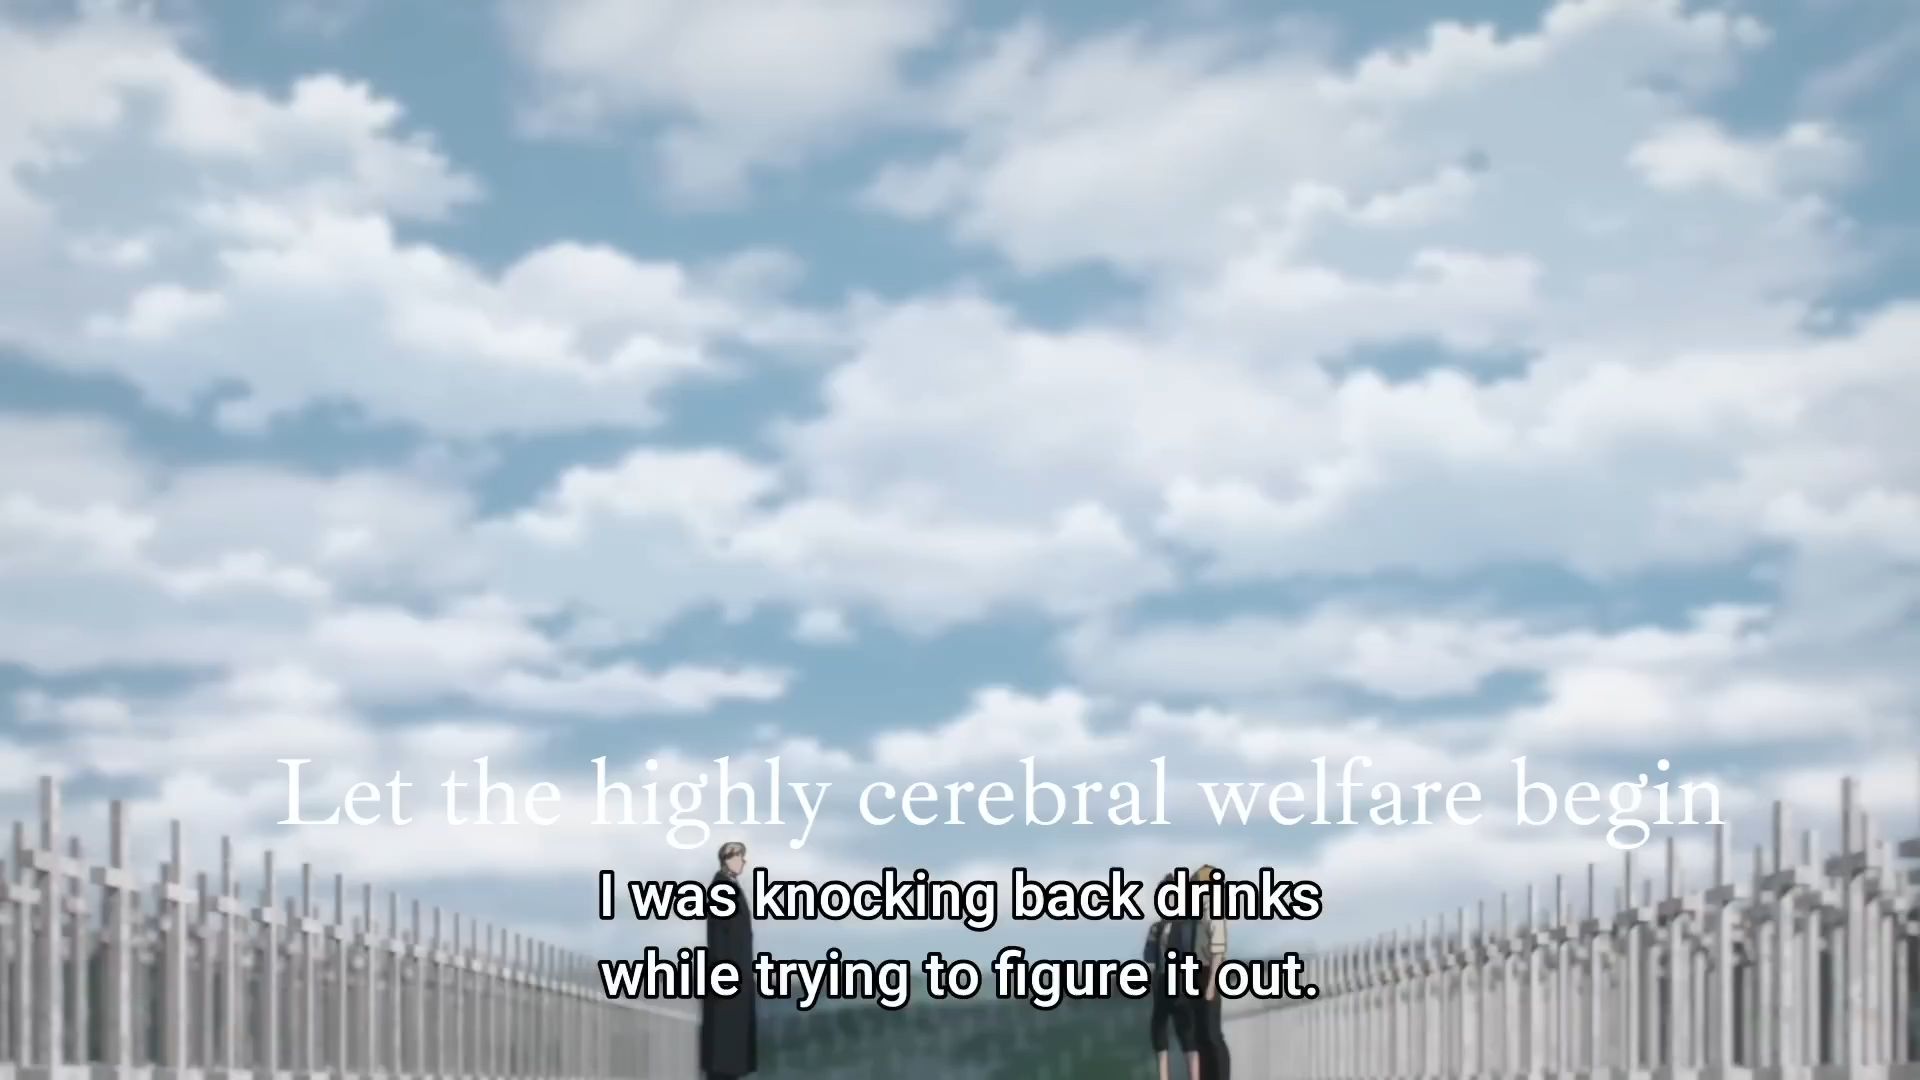 Let the highly cerebral welfare begin
I was knocking back drinks
while trying to figure it out.